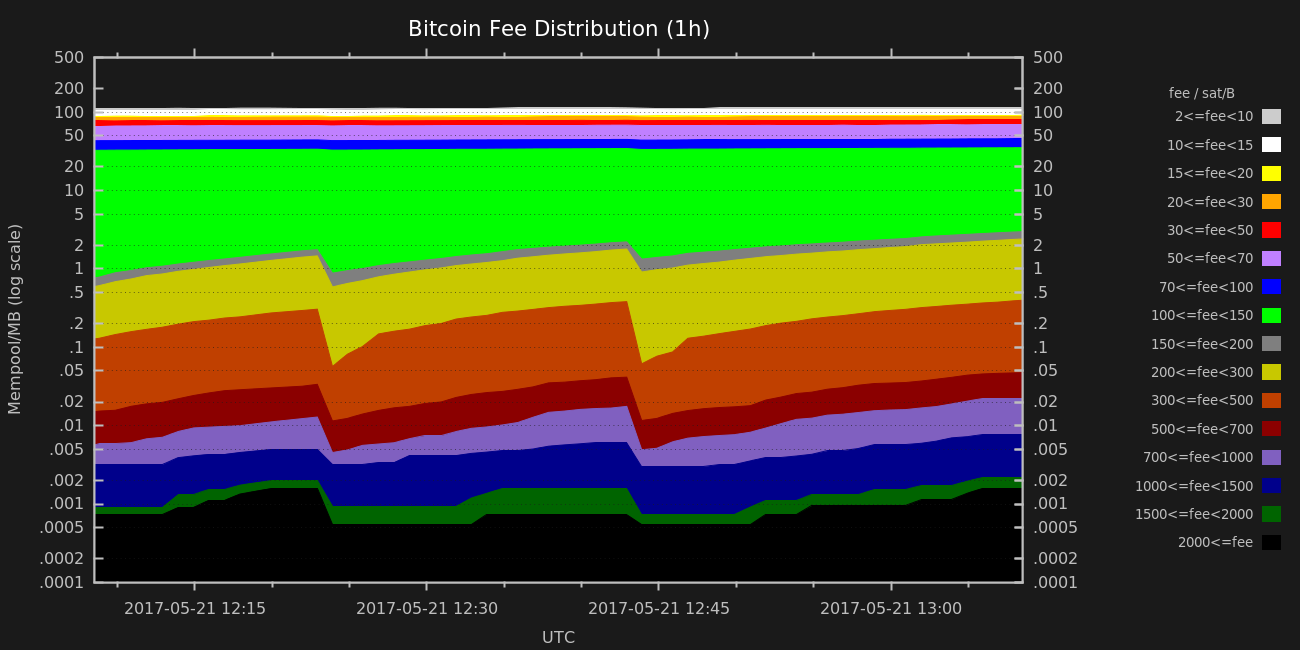 Bitcoin Fee Distribution (1h)
500
200
100
50
20
10
5
2
1
.5
.2
.1
.05
.02
.01
.005
.002
.001
.0005
.0002
.0001
Mempool/MB (log scale)
500
200
100
50
20
10
5
2
1
.5
.2
.1
.05
.02
.01
.005
.002
.001
.0005
.0002
.0001
2017-05-21 12:15
2017-05-21 12:30
2017-05-21 12:45
2017-05-21 13:00
UTC
fee / sat/B
2<=fee<10
10<=fee<15
15<=fee<20
20<=fee<30
30<=fee<50
50<=fee<70
70<=fee<100
100<=fee<150
150<=fee<200
200<=fee<300
300<=fee<500
500<=fee<700
700<=fee<1000
1000<=fee<1500
1500<=fee<2000
2000<=fee